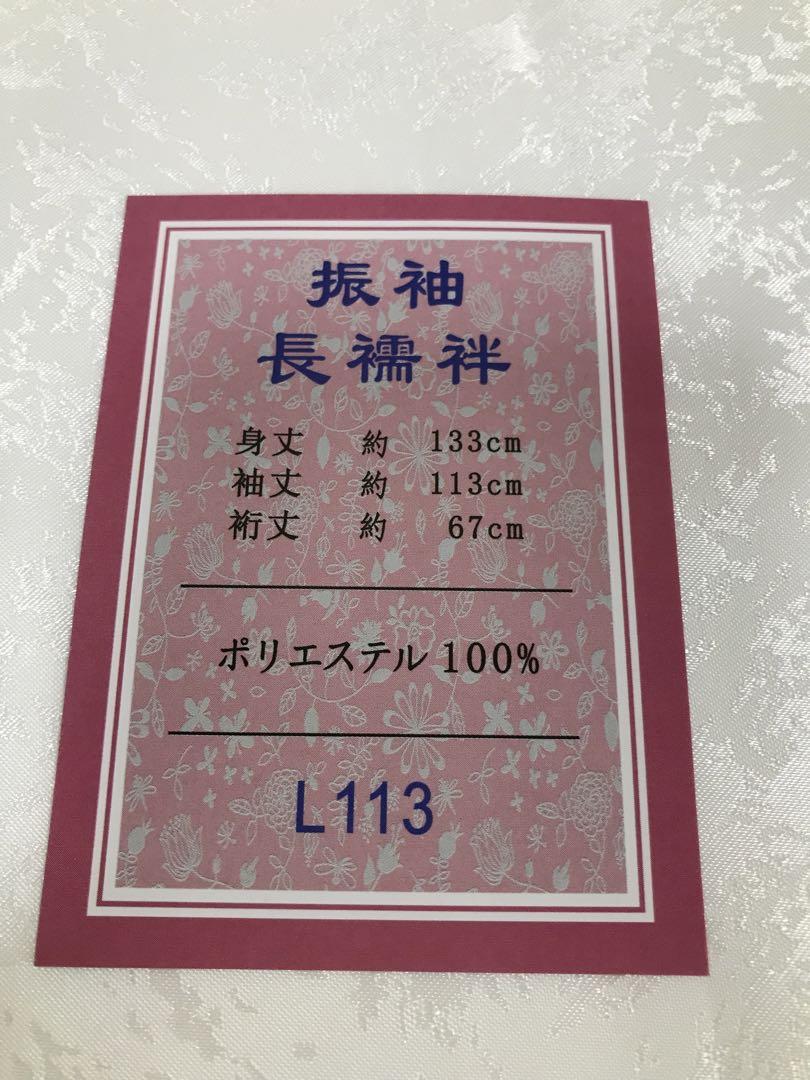 振袖
長襦袢
身丈 約 133cm
袖丈 約 113cm
裄丈 約 67cm
ポリエステル100%
L113